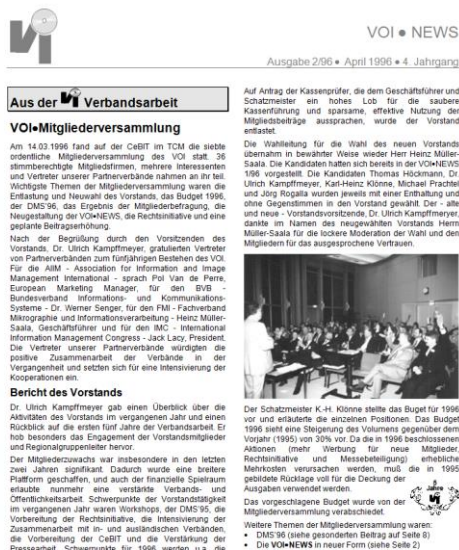 VOI ● NEWS
Ausgabe 2/96 ● April 1996 ● 4. Jahrgang
Aus der VI Verbandsarbeit
VOI●Mitgliederversammlung
Am 14.03.1996 fand auf der CeBIT im TCM die siebte
ordentliche Mitgliederversammlung des VOI statt. 36
stimmberechtigte Mitgliedsfirmen, mehrere Interessenten
und Vertreter unserer Partnerverbände nahmen an ihr teil.
Wichtigste Themen der Mitgliederversammlung waren die
Entlastung und Neuwahl des Vorstands, das Budget 1996,
der DMS'96, das Ergebnis der Mitgliederbefragung, die
Neugestaltung der VOI●NEWS, die Rechtsinitiative und eine
geplante Beitragserhöhung.
Nach der Begrüßung durch den Vorsitzenden des
Vorstands, Dr. Ulrich Kampffmeyer, gratulierten Vertreter
von Partnerverbänden zum fünfjährigen Bestehen des VOI.
Für die AIIM - Association for Information and Image
Management International - sprach Pol Van de Perre,
European Marketing Manager, für den BVB -
Bundesverband Informations- und Kommunikations-
Systeme - Dr. Werner Senger, für den FMI - Fachverband
Mikrographie und Informationsverarbeitung - Heinz Müller-
Saala, Geschäftsführer und für den IMC - International
Information Management Congress - Jack Lacy, President.
Die Vertreter unserer Partnerverbände würdigten die
positive Zusammenarbeit der Verbände in der
Vergangenheit und setzten sich für eine Intensivierung der
Kooperationen ein.
Bericht des Vorstands
Dr. Ulrich Kampffmeyer gab einen Überblick über die
Aktivitäten des Vorstands im vergangenen Jahr und einen
Rückblick auf die ersten fünf Jahre der Verbandsarbeit. Er
hob besonders das Engagement der Vorstandsmitglieder
und Regionalgruppenleiter hervor.
Der Mitgliederzuwachs war insbesondere in den letzten
zwei Jahren signifikant. Dadurch wurde eine breitere
Plattform geschaffen, und auch der finanzielle Spielraum
erlaubte nunmehr eine verstärkte Verbands- und
Öffentlichkeitsarbeit. Schwerpunkte der Vorstandstätigkeit
im vergangenen Jahr waren Workshops, der DMS'95, die
Vorbereitung der Rechtsinitiative, die Intensivierung der
Zusammenarbeit mit in- und ausländischen Verbänden,
die Vorbereitung der CeBIT und die Verstärkung der
Pressearbeit. Schwerpunkte für 1996 werden u.a. die
Auf Antrag der Kassenprüfer, die dem Geschäftsführer und
Schatzmeister ein hohes Lob für die saubere
Kassenführung und sparsame, effektive Nutzung der
Mitgliedsbeiträge aussprachen, wurde der Vorstand
entlastet.
Die Wahlleitung für die Wahl des neuen Vorstands
übernahm in bewährter Weise wieder Herr Heinz Müller-
Saala. Die Kandidaten hatten sich bereits in der VOI●NEWS
1/96 vorgestellt. Die Kandidaten Thomas Höckmann, Dr.
Ulrich Kampffmeyer, Karl-Heinz Klönne, Michael Prachtel
und Jörg Rogalla wurden jeweils mit einer Enthaltung und
ohne Gegenstimmen in den Vorstand gewählt. Der - alte
und neue - Vorstandsvorsitzende, Dr. Ulrich Kampffmeyer,
dankte im Namen des neugewählten Vorstands Herrn
Müller-Saala für die lockere Moderation der Wahl und den
Mitgliedern für das ausgesprochene Vertrauen.
Der Schatzmeister K.-H. Klönne stellte das Buget für 1996
vor und erläuterte die einzelnen Positionen. Das Budget
1996 sieht eine Steigerung des Volumens gegenüber dem
Vorjahr (1995) von 30% vor. Da die in 1996 beschlossenen
Aktionen (mehr Werbung für neue Mitglieder,
Rechtsinitiative und Messebeteiligung) erhebliche
Mehrkosten verursachen werden, muß die in 1995
gebildete Rücklage voll für die Deckung der
Ausgaben verwendet werden.
Das vorgeschlagene Budget wurde von der
Mitgliederversammlung verabschiedet.
Weitere Themen der Mitgliederversammlung waren:
• DMS'96 (siehe gesonderten Beitrag auf Seite 8)
• Die VOI●NEWS in neuer Form (siehe Seite 2)